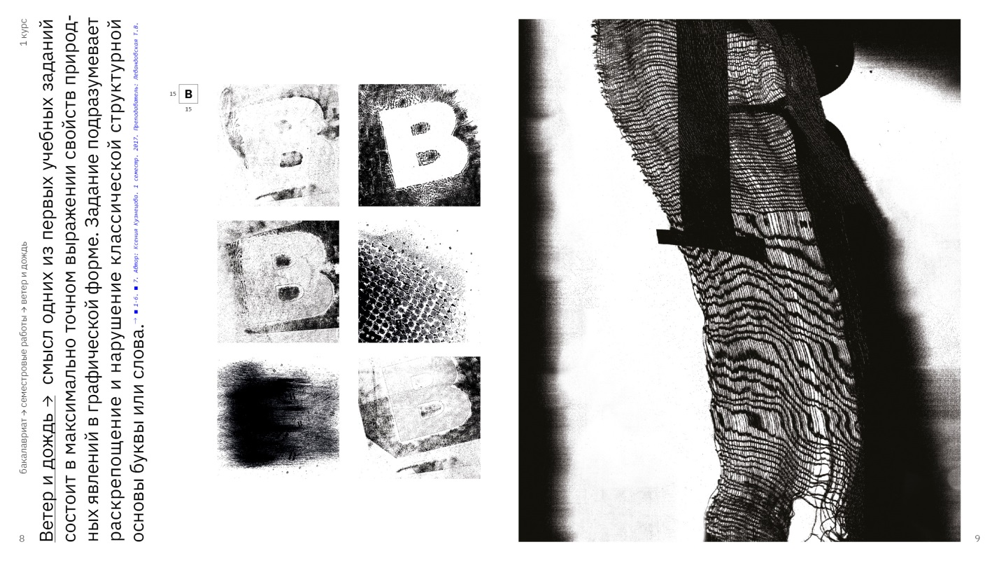 1 курс
бакалавриат → семестровые работы → ветер и дождь
8
Ветер и дождь → смысл одних из первых учебных заданий
состоит в максимально точном выражении свойств природ-
ных явлений в графической форме. Задание подразумевает
раскрепощение и нарушение классической структурной
основы буквы или слова.
→ ■ 1-6. ■ 7. Автор: Ксения Кузнецова. 1 семестр. 2017. Преподаватель: Левандовская Т.В.
15
В
15
В
В
В
В
9